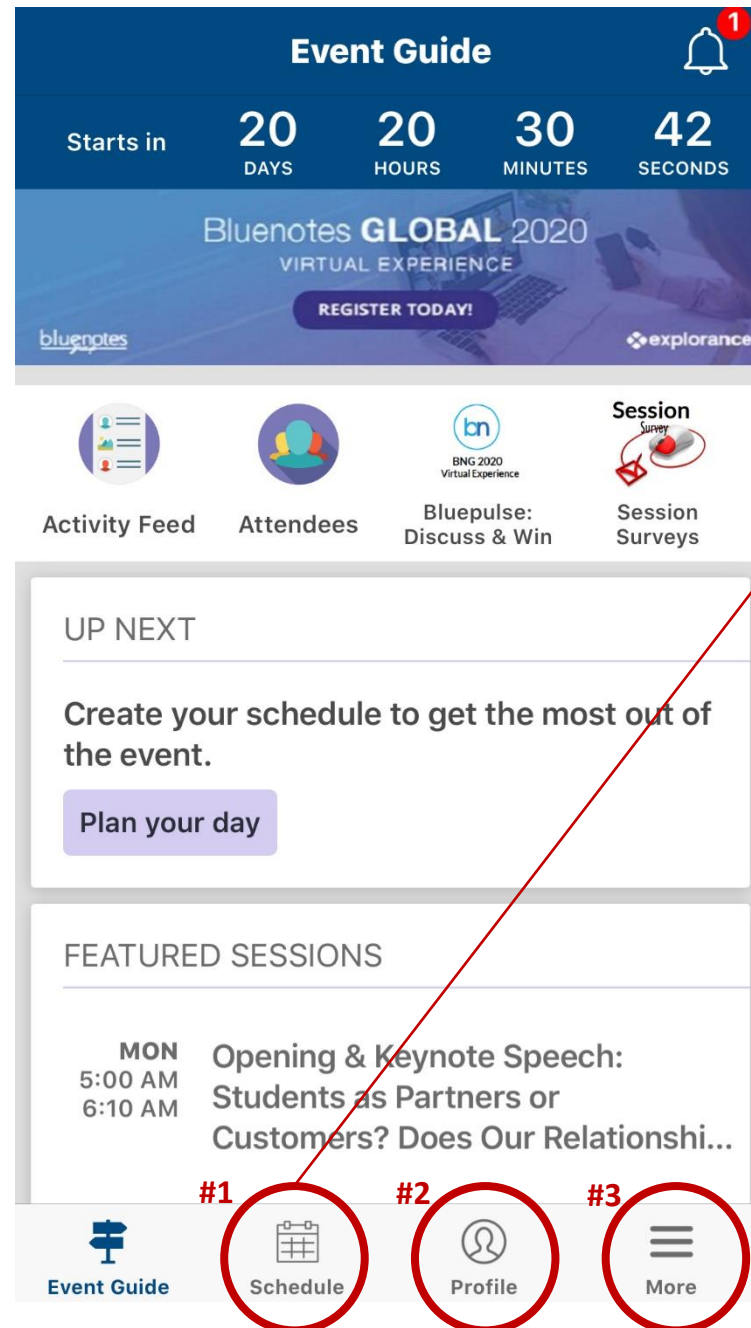 Event Guide
1
Starts in
20 20 30 42
DAYS HOURS MINUTES SECONDS
Bluenotes GLOBAL 2020
VIRTUAL EXPERIENCE
REGISTER TODAY!
bluenotes
explorance
Session
Survey
bn
BNG 2020
Virtual Experience
Activity Feed
Attendees
Bluepulse:
Discuss & Win
Session
Surveys
UP NEXT
Create your schedule to get the most out of
the event.
Plan your day
FEATURED SESSIONS
MON
5:00 AM
6:10 AM
Opening & Keynote Speech:
Students as Partners or
Customers? Does Our Relationshi...
#1 #2 #3
Event Guide
Schedule
Profile
More